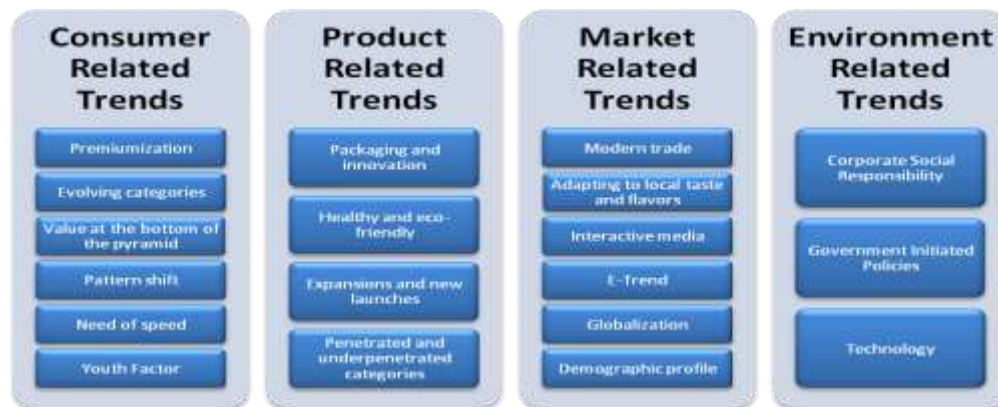 Consumer
Related
Trends
Premiumization
Evolving categories
Value at the bottom of
the pyramid
Pattern shift
Need of speed
Youth Factor
Product
Related
Trends
Packaging and
innovation
Healthy and eco-
friendly
Expansions and new
launches
Penetrated and
underpenetrated
categories
Market
Related
Trends
Modern trade
Adapting to local taste
and flavors
Interactive media
E-Trend
Globalization
Demographic profile
Environment
Related
Trends
Corporate Social
Responsibility
Government Initiated
Policies
Technology